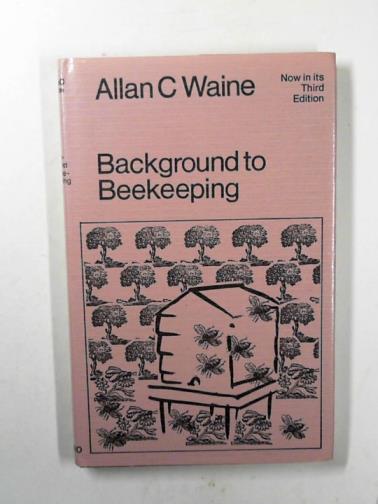 Allan C Waine
Now in its
Third
Edition
Background to
Beekeeping